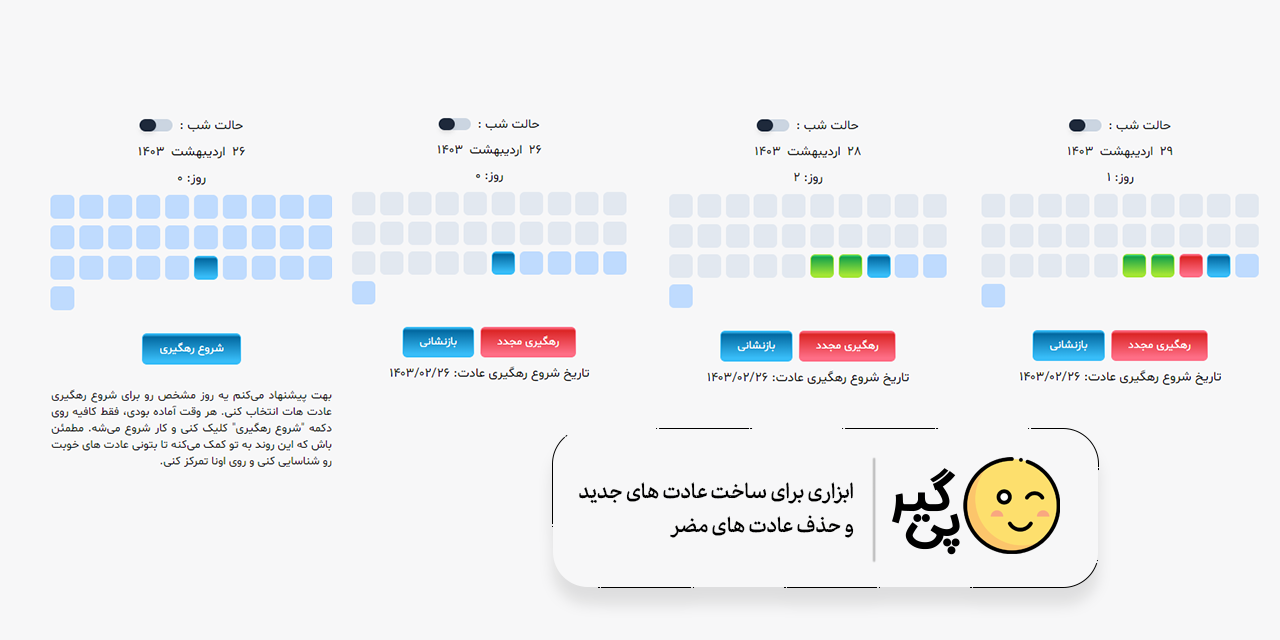 حالت شب :
۲۹ اردیبهشت ۱۴۰۳
روز: ۱
رهگیری مجدد
بازنشانی
تاریخ شروع رهگیری عادت: ۱۴۰۳/۰۲/۲۶
حالت شب :
۲۸ اردیبهشت ۱۴۰۳
روز: ۲
رهگیری مجدد
بازنشانی
تاریخ شروع رهگیری عادت: ۱۴۰۳/۰۲/۲۶
حالت شب :
۲۶ اردیبهشت ۱۴۰۳
روز: ۰
رهگیری مجدد
بازنشانی
تاریخ شروع رهگیری عادت: ۱۴۰۳/۰۲/۲۶
حالت شب :
۲۶ اردیبهشت ۱۴۰۳
روز: ۰
شروع رهگیری
بهت پیشنهاد می‌کنم یه روز مشخص رو برای شروع رهگیری
عادت هات انتخاب کنی. هر وقت آماده بودی، فقط کافیه روی
دکمه "شروع رهگیری" کلیک کنی و کار شروع می‌شه. مطمئن
باش که این روند به تو کمک می‌کنه تا بتونی عادت های خوبت
رو شناسایی کنی و روی اونا تمرکز کنی.
پی
گیر
ابزاری برای ساخت عادت های جدید
و حذف عادت های مضر